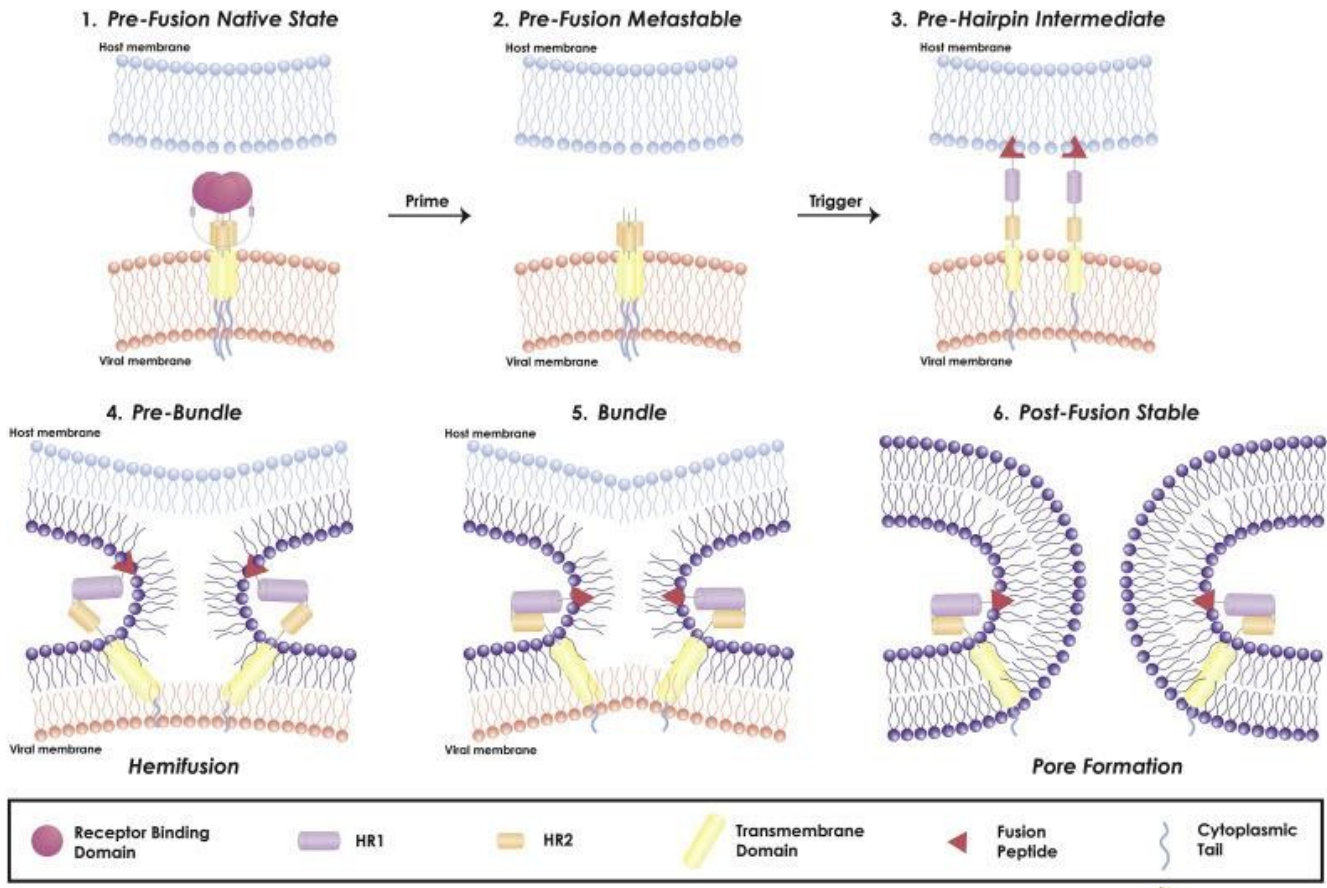 1. Pre-Fusion Native State
Host membrane
Viral membrane
Prime
2. Pre-Fusion Metastable
Host membrane
Viral membrane
Trigger
3. Pre-Hairpin Intermediate
Host membrane
Viral membrane
4. Pre-Bundle
Host membrane
Viral membrane
Hemifusion
5. Bundle
Host membrane
Viral membrane
6. Post-Fusion Stable
Pore Formation
Receptor Binding
Domain
HR1
HR2
Transmembrane
Domain
Fusion
Peptide
Cytoplasmic
Tail